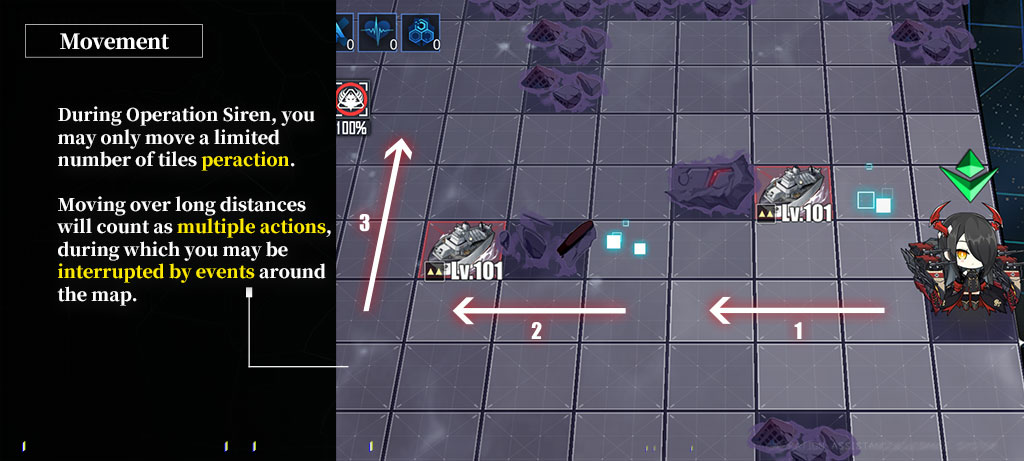 Movement
During Operation Siren, you
may only move a limited
number of tiles peraction.
Moving over long distances
will count as multiple actions,
during which you may be
interrupted by events around
the map.
0
0
0
100%
3
Lv.101
Lv.101
2
1